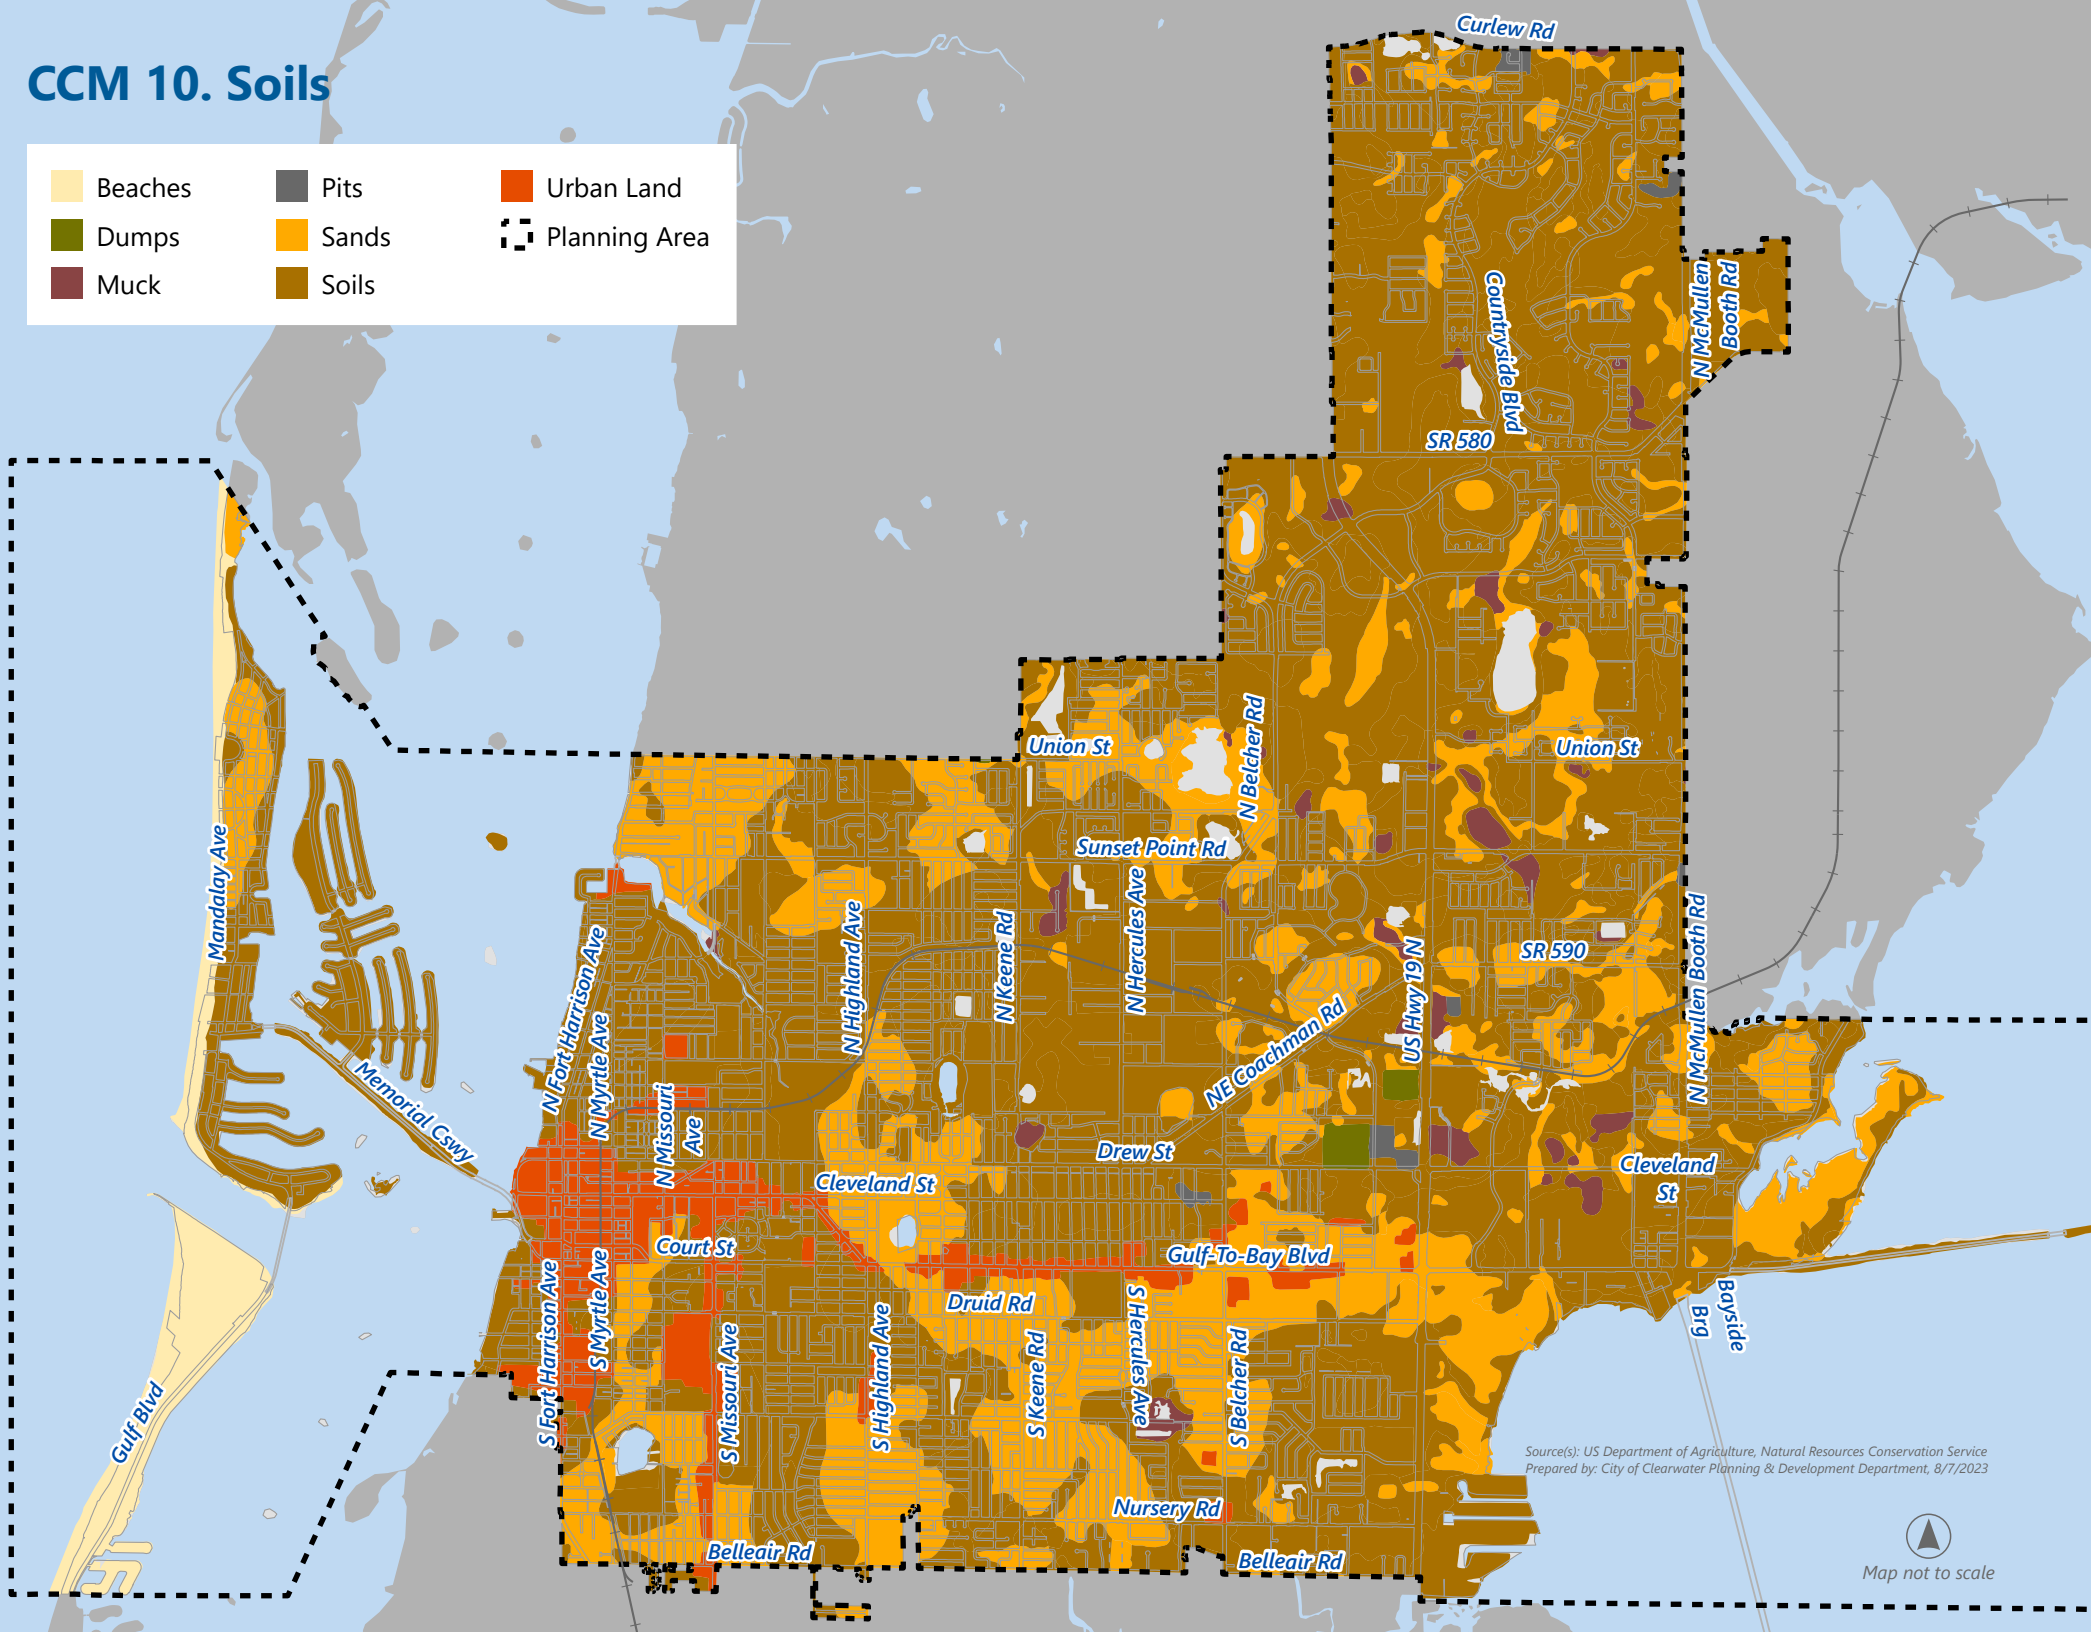 CCM 10. Soils
Beaches
Pits
Urban Land
Dumps
Sands
Planning Area
Muck
Soils
Curlew Rd
N McMullen
Booth Rd
Countryside Blvd
SR 580
N Belcher Rd
Union St
Union St
Sunset Point Rd
Mandalay Ave
N Fort Harrison Ave
N Highland Ave
N Keene Rd
N Hercules Ave
SR 590
US Hwy 19 N
N McMullen Booth Rd
NE Coachman Rd
N Myrtle Ave
Memorial Cswy
N Missouri
Ave
Drew St
Cleveland St
Cleveland
St
Court St
Gulf-To-Bay Blvd
Druid Rd
S Fort Harrison Ave
S Myrtle Ave
S Missouri Ave
S Highland Ave
S Keene Rd
S Hercules Ave
S Belcher Rd
Bayside
Brg
Gulf Blvd
Nursery Rd
Belleair Rd
Belleair Rd
Source(s): US Department of Agriculture, Natural Resources Conservation Service
Prepared by: City of Clearwater Planning & Development Department, 8/7/2023
Map not to scale